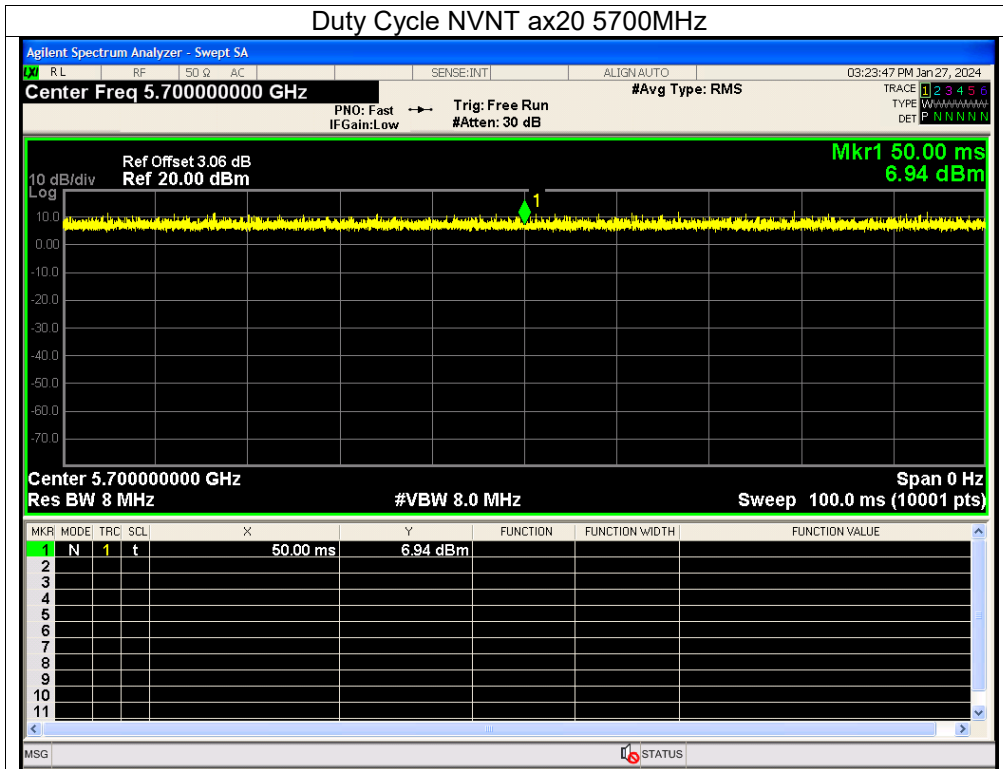 Duty Cycle NVNT ax20 5700MHz
Agilent Spectrum Analyzer - Swept SA
LXI RL RF 50 Ω AC SENSE:INT ALIGN AUTO 03:23:47 PM Jan 27, 2024
Center Freq 5.700000000 GHz #Avg Type: RMS TRACE 1 2 3 4 5 6
PNO: Fast Trig: Free Run TYPE
IFGain:Low #Atten: 30 dB DET P N N N N N
Mkr1 50.00 ms
Ref Offset 3.06 dB
10 dB/div Ref 20.00 dBm 6.94 dBm
Log
1
10.0
0.00
-10.0
-20.0
-30.0
-40.0
-50.0
-60.0
-70.0
Center 5.700000000 GHz Span 0 Hz
Res BW 8 MHz #VBW 8.0 MHz Sweep 100.0 ms (10001 pts)
MKR MODE TRC SCL X Y FUNCTION FUNCTION WIDTH FUNCTION VALUE
1 N 1 t 50.00 ms 6.94 dBm
2
3
4
5
6
7
8
9
10
11
MSG STATUS